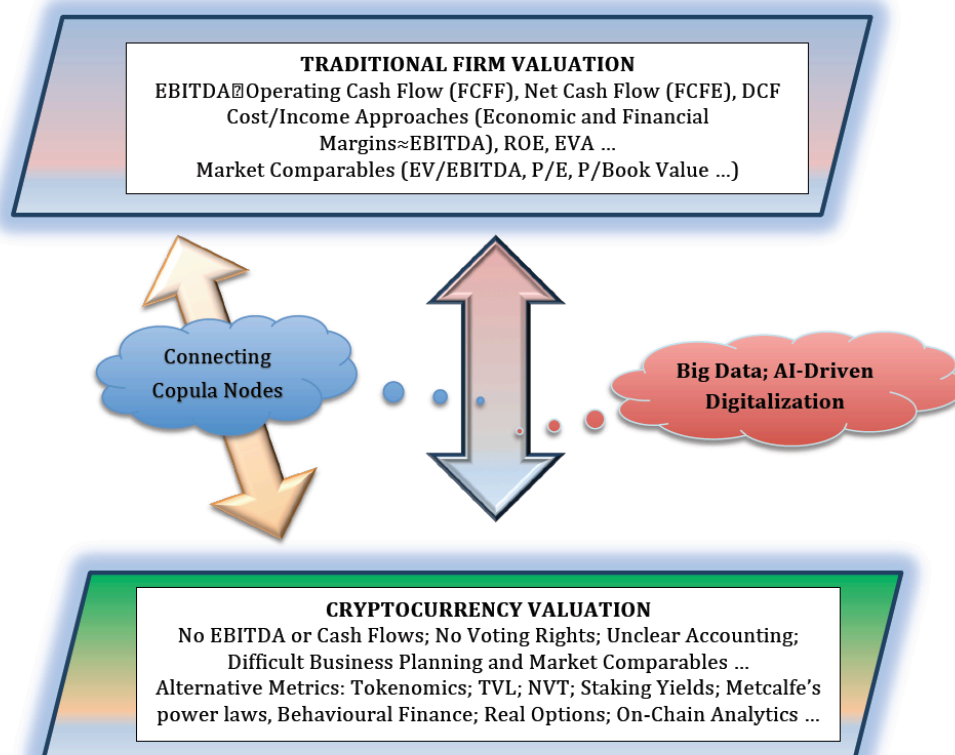 TRADITIONAL FIRM VALUATION
EBITDA⍰Operating Cash Flow (FCFF), Net Cash Flow (FCFE), DCF
Cost/Income Approaches (Economic and Financial
Margins≈EBITDA), ROE, EVA ...
Market Comparables (EV/EBITDA, P/E, P/Book Value ...)
Connecting
Copula Nodes
Big Data; AI-Driven
Digitalization
CRYPTOCURRENCY VALUATION
No EBITDA or Cash Flows; No Voting Rights; Unclear Accounting;
Difficult Business Planning and Market Comparables ...
Alternative Metrics: Tokenomics; TVL; NVT; Staking Yields; Metcalfe's
power laws, Behavioural Finance; Real Options; On-Chain Analytics ...